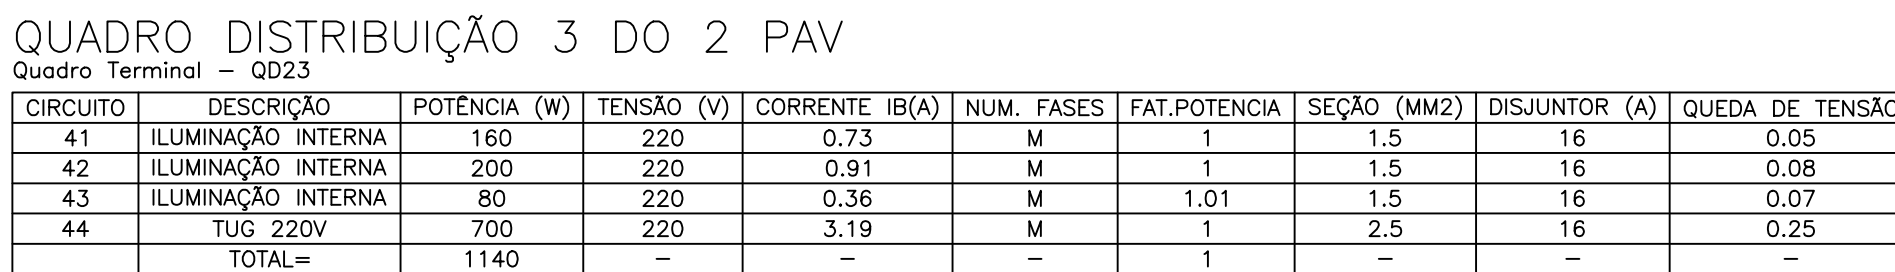 QUADRO DISTRIBUIÇÃO 3 DO 2 PAV
Quadro Terminal – QD23
CIRCUITO DESCRIÇÃO POTÊNCIA (W) TENSÃO (V) CORRENTE IB(A) NUM. FASES FAT.POTENCIA SEÇÃO (MM2) DISJUNTOR (A) QUEDA DE TENSÃO
41 ILUMINAÇÃO INTERNA 160 220 0.73 M 1 1.5 16 0.05
42 ILUMINAÇÃO INTERNA 200 220 0.91 M 1 1.5 16 0.08
43 ILUMINAÇÃO INTERNA 80 220 0.36 M 1.01 1.5 16 0.07
44 TUG 220V 700 220 3.19 M 1 2.5 16 0.25
TOTAL= 1140 – – – 1 – – –